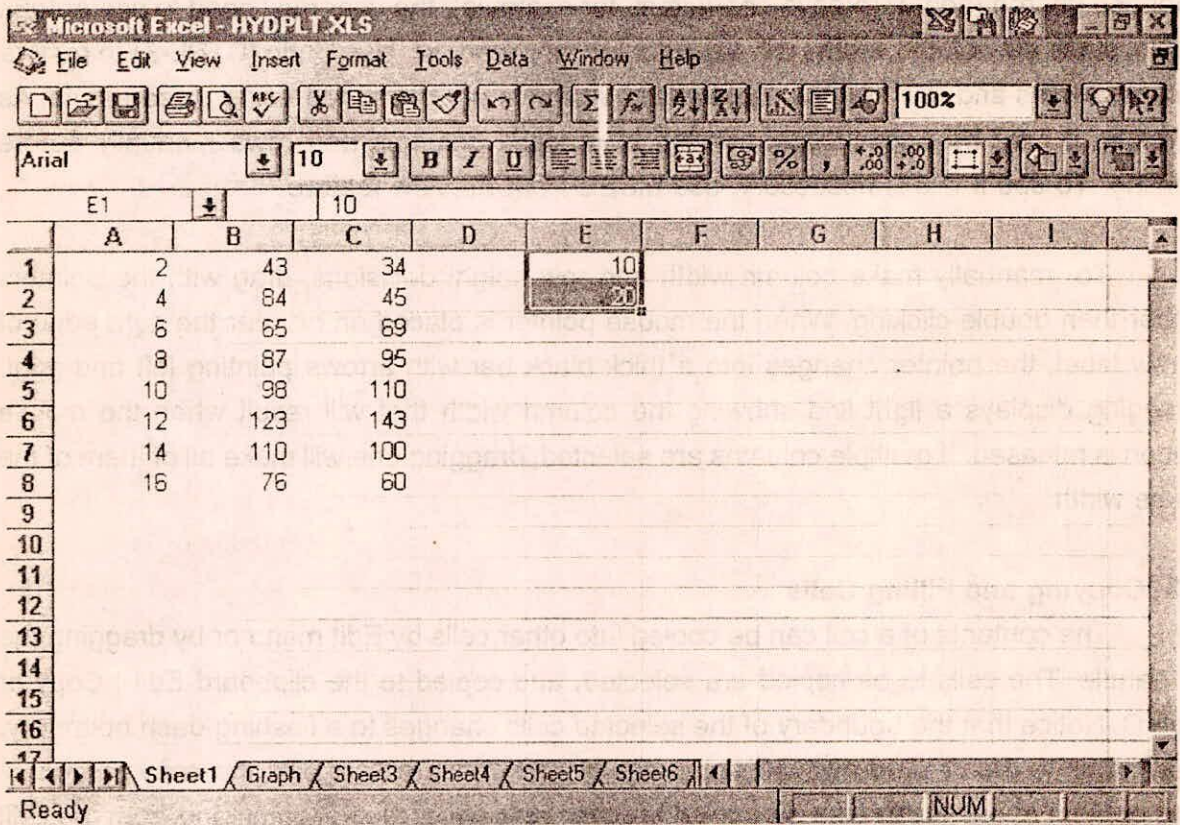 Microsoft Excel - HYDPLT.XLS
File Edit View Insert Format Tools Data Window Help
100%
Arial 10 B I U
E1 10
A B C D E F G H I
1 2 43 34 10
2 4 84 45 20
3 6 65 69
4 8 87 95
5 10 98 110
6 12 123 143
7 14 110 100
8 16 76 60
9
10
11
12
13
14
15
16
17
Sheet1 Graph Sheet3 Sheet4 Sheet5 Sheet6
Ready NUM